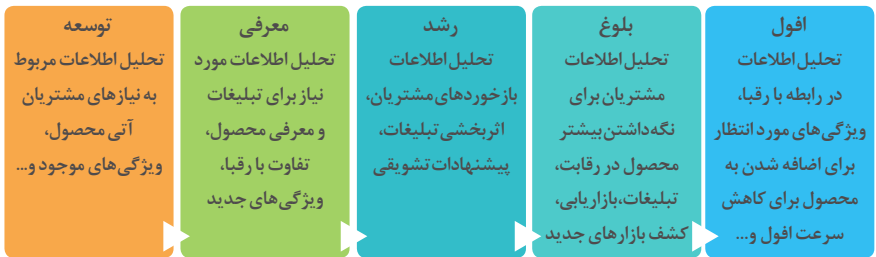 توسعه
تحلیل اطلاعات مربوط
به نیازهای مشتریان
آتی محصول،
ویژگی‌های موجود و...
معرفی
تحلیل اطلاعات مورد
نیاز برای تبلیغات
و معرفی محصول،
تفاوت با رقبا،
ویژگی‌های جدید
رشد
تحلیل اطلاعات
بازخوردهای مشتریان،
اثربخشی تبلیغات،
پیشنهادات تشویقی
بلوغ
تحلیل اطلاعات
مشتریان برای
نگه‌داشتن بیشتر
محصول در رقابت،
تبلیغات، بازاریابی،
کشف بازارهای جدید
افول
تحلیل اطلاعات
در رابطه با رقبا،
ویژگی‌های مورد انتظار
برای اضافه شدن به
محصول برای کاهش
سرعت افول و...